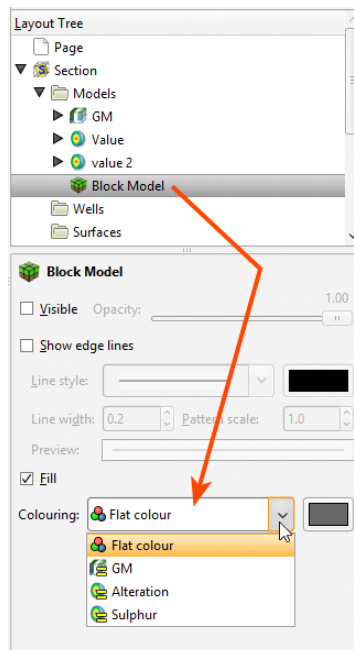 Layout Tree
Page
Section
Models
GM
Value
value 2
Block Model
Wells
Surfaces
Block Model
Visible Opacity: 1.00
Show edge lines
Line style:
Line width: 0.2 Pattern scale: 1.0
Preview:
Fill
Colouring: Flat colour
Flat colour
GM
Alteration
Sulphur